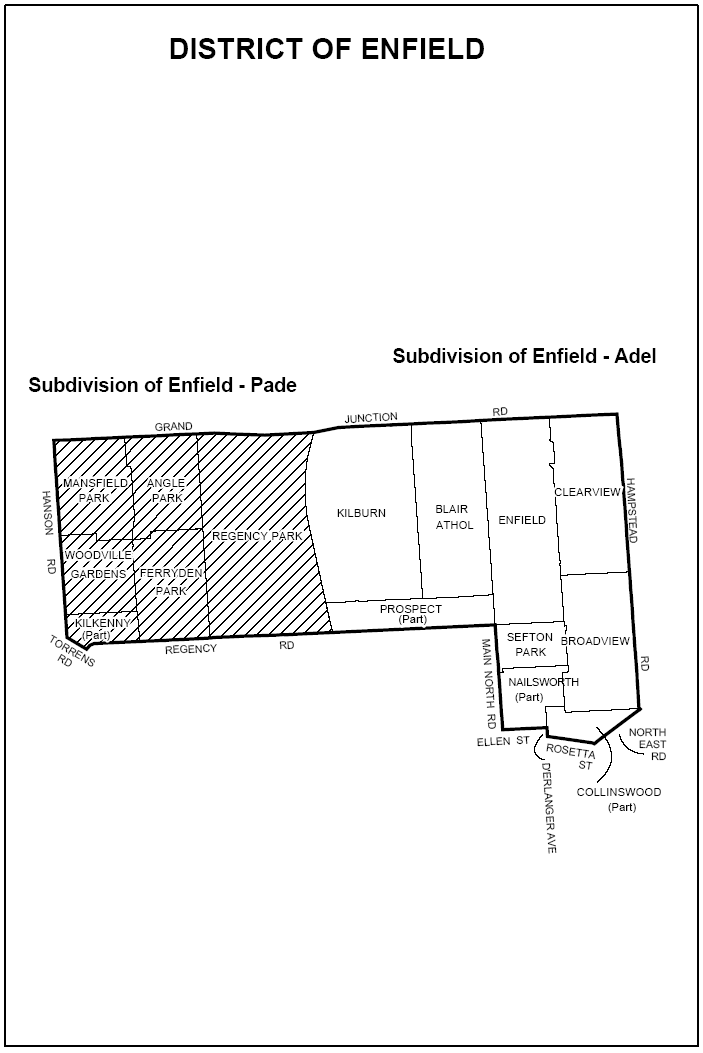 DISTRICT OF ENFIELD
Subdivision of Enfield - Adel
Subdivision of Enfield - Pade
GRAND
JUNCTION
RD
HANSON
RD
MANSFIELD
PARK
ANGLE
PARK
REGENCY PARK
KILBURN
BLAIR
ATHOL
ENFIELD
CLEARVIEW
HAMPSTEAD
RD
WOODVILLE
GARDENS
FERRYDEN
PARK
KILKENNY
(Part)
TORRENS
RD
REGENCY
RD
PROSPECT
(Part)
MAIN NORTH RD
SEFTON
PARK
BROADVIEW
NAILSWORTH
(Part)
ELLEN ST
D'ERLANGER AVE
ROSETTA
ST
NORTH
EAST
RD
COLLINSWOOD
(Part)